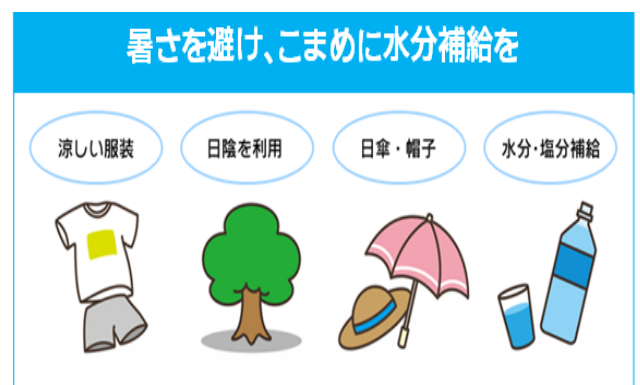 暑さを避け、こまめに水分補給を
涼しい服装
日陰を利用
日傘・帽子
水分・塩分補給